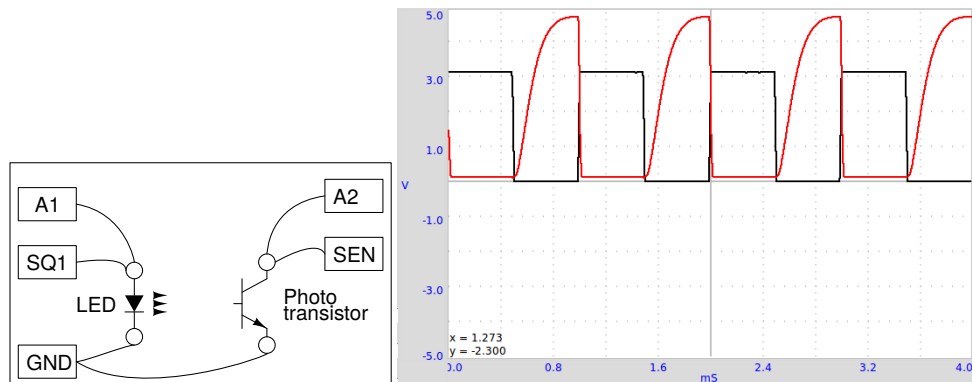 A1
SQ1
LED
GND
A2
SEN
Photo
transistor
5.0
3.0
1.0
V
-1.0
-3.0
-5.0
x = 1.273
y = -2.300
0.0
0.8
1.6
2.4
3.2
4.0
mS